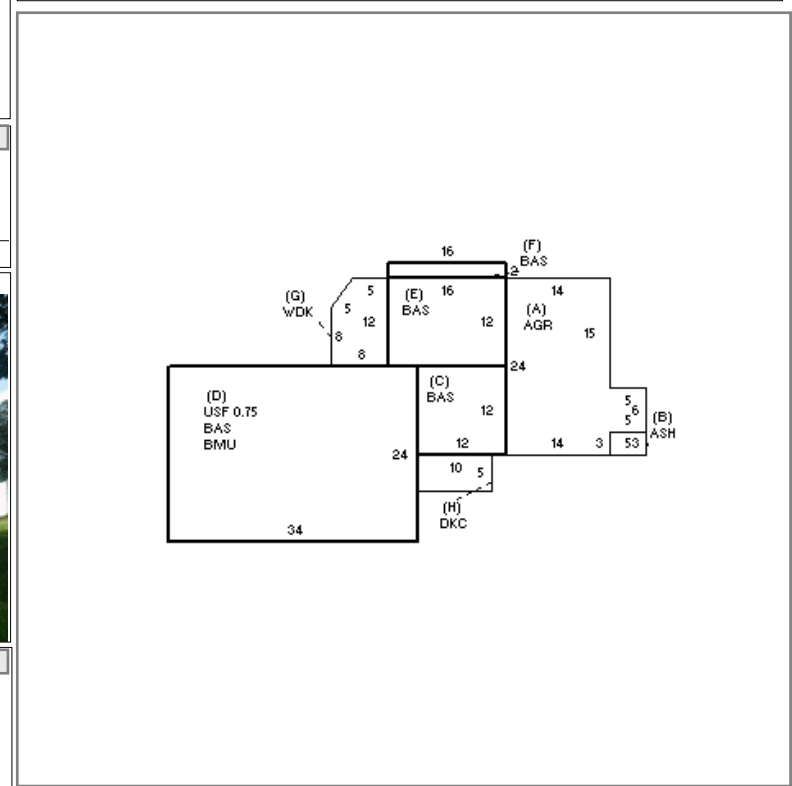 16
(F)
BAS
2
(G)
WDK
5
5
12
8
8
(E)
BAS
16
12
14
(A)
AGR
15
24
(D)
USF 0.75
BAS
BMU
24
34
(C)
BAS
12
12
14
3
5
6
5
53
(B)
ASH
10
5
(H)
DKC